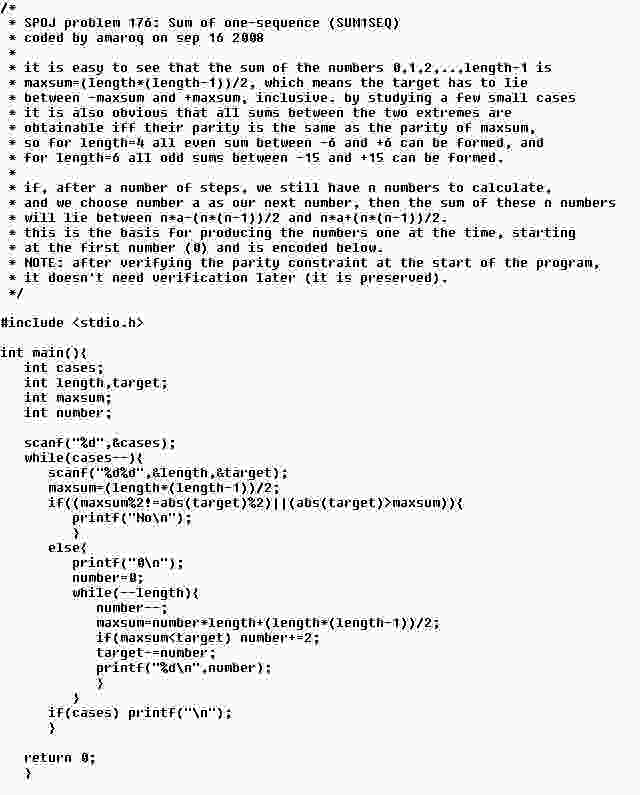 /*
 * SPOJ problem 176: Sum of one-sequence (SUM1SEQ)
 * coded by amaroq on sep 16 2008
 *
 * it is easy to see that the sum of the numbers 0,1,2,..,length-1 is
 * maxsum=(length*(length-1))/2, which means the target has to lie
 * between -maxsum and +maxsum, inclusive. by studying a few small cases
 * it is also obvious that all sums between the two extremes are
 * obtainable iff their parity is the same as the parity of maxsum,
 * so for length=4 all even sum between -6 and +6 can be formed, and
 * for length=6 all odd sums between -15 and +15 can be formed.
 *
 * if, after a number of steps, we still have n numbers to calculate,
 * and we choose number a as our next number, then the sum of these n numbers
 * will lie between n*a-(n*(n-1))/2 and n*a+(n*(n-1))/2.
 * this is the basis for producing the numbers one at the time, starting
 * at the first number (0) and is encoded below.
 * NOTE: after verifying the parity constraint at the start of the program,
 * it doesn't need verification later (it is preserved).
 */

#include <stdio.h>

int main(){
   int cases;
   int length,target;
   int maxsum;
   int number;

   scanf("%d",&cases);
   while(cases--){
      scanf("%d%d",&length,&target);
      maxsum=(length*(length-1))/2;
      if((maxsum%2!=abs(target)%2)||(abs(target)>maxsum)){
         printf("No\n");
         }
      else{
         printf("0\n");
         number=0;
         while(--length){
            number--;
            maxsum=number*length+(length*(length-1))/2;
            if(maxsum<target) number+=2;
            target-=number;
            printf("%d\n",number);
            }
         }
      if(cases) printf("\n");
      }

   return 0;
   }